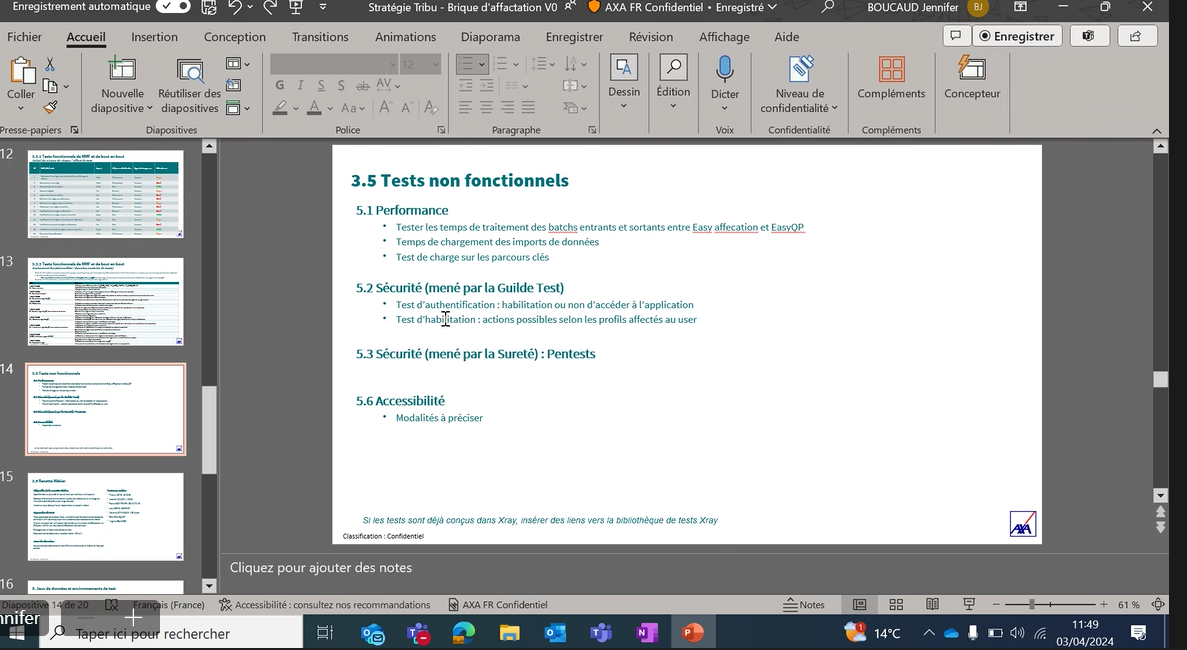 Enregistrement automatique
Stratégie Tribu - Brique d'affactation V0
AXA FR Confidentiel • Enregistré
BOUCAUD Jennifer
BJ
Fichier
Accueil
Insertion
Conception
Transitions
Animations
Diaporama
Enregistrer
Révision
Affichage
Aide
Enregistrer
Coller
Nouvelle
diapositive
Réutiliser des
diapositives
12
G I S S ab AV
Aa A A
Dessin
Édition
Dicter
Niveau de
confidentialité
Compléments
Concepteur
Presse-papiers
Diapositives
Police
Paragraphe
Voix
Confidentialité
Compléments
12
13
14
15
16
3.5 Tests non fonctionnels
5.1 Performance
• Tester les temps de traitement des batchs entrants et sortants entre Easy affecation et EasyQP
• Temps de chargement des imports de données
• Test de charge sur les parcours clés
5.2 Sécurité (mené par la Guilde Test)
• Test d'authentification : habilitation ou non d'accéder à l'application
• Test d'habilitation : actions possibles selon les profils affectés au user
5.3 Sécurité (mené par la Sureté) : Pentests
5.6 Accessibilité
• Modalités à préciser
Si les tests sont déjà conçus dans Xray, insérer des liens vers la bibliothèque de tests Xray
Classification : Confidentiel
AXA
Cliquez pour ajouter des notes
Diapositive 14 de 20
Français (France)
Accessibilité : consultez nos recommandations
AXA FR Confidentiel
Notes
61 %
nnifer
Taper ici pour rechercher
1
14°C
11:49
03/04/2024